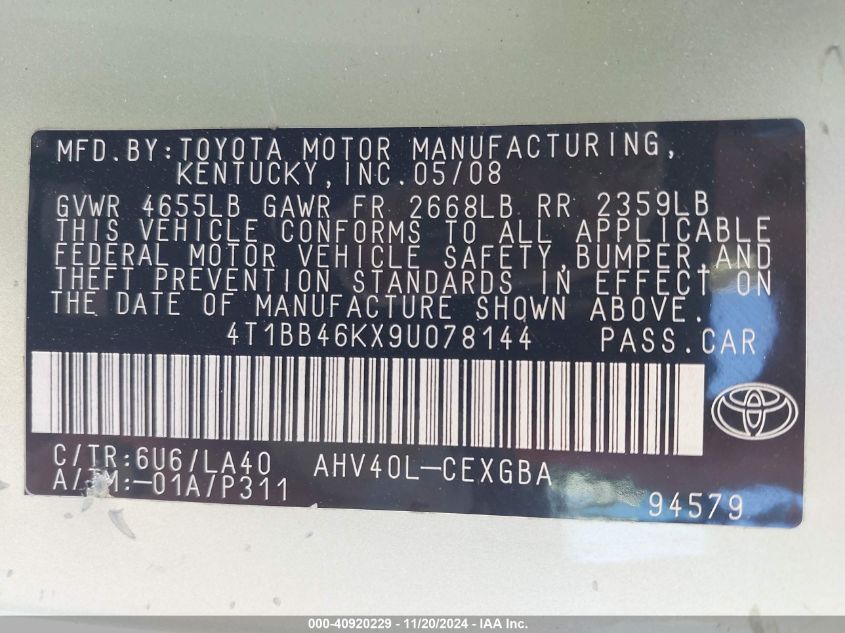 MFD.BY:TOYOTA MOTOR MANUFACTURING,
KENTUCKY,INC.05/08
GVWR 4655LB GAWR FR 2668LB RR 2359LB
THIS VEHICLE CONFORMS TO ALL APPLICABLE
FEDERAL MOTOR VEHICLE SAFETY,BUMPER,AND
THEFT PREVENTION STANDARDS IN EFFECT ON
THE DATE OF MANUFACTURE SHOWN ABOVE.
4T1BB46KX9U078144 PASS.CAR
C/TR:6U6/LA40 AHV40L-CEXGBA
A/TM:-01A/P311 94579
000-40920229 - 11/20/2024 - IAA Inc.